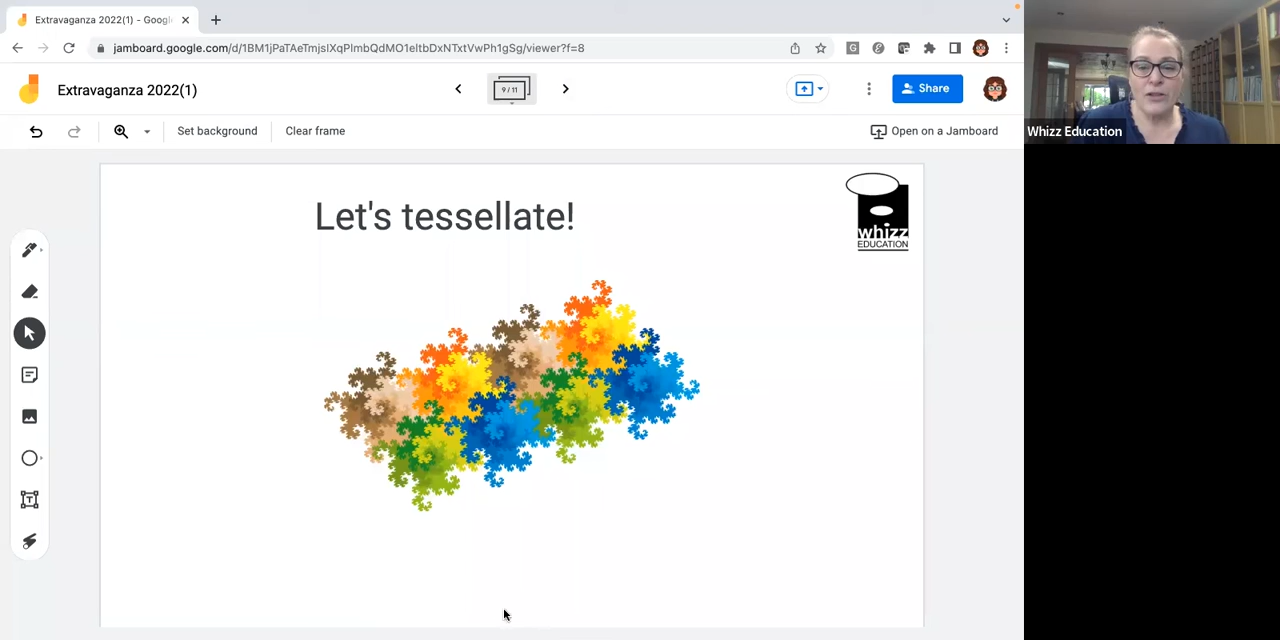 Extravaganza 2022(1) - Googl
jamboard.google.com/d/1BM1jPaTAeTmjsIXqPlmbQdMO1eltbDxNTxtVwPh1gSg/viewer?f=8
Extravaganza 2022(1)
9 / 11
Share
Set background
Clear frame
Open on a Jamboard
Whizz Education
Let's tessellate!
whizz
EDUCATION